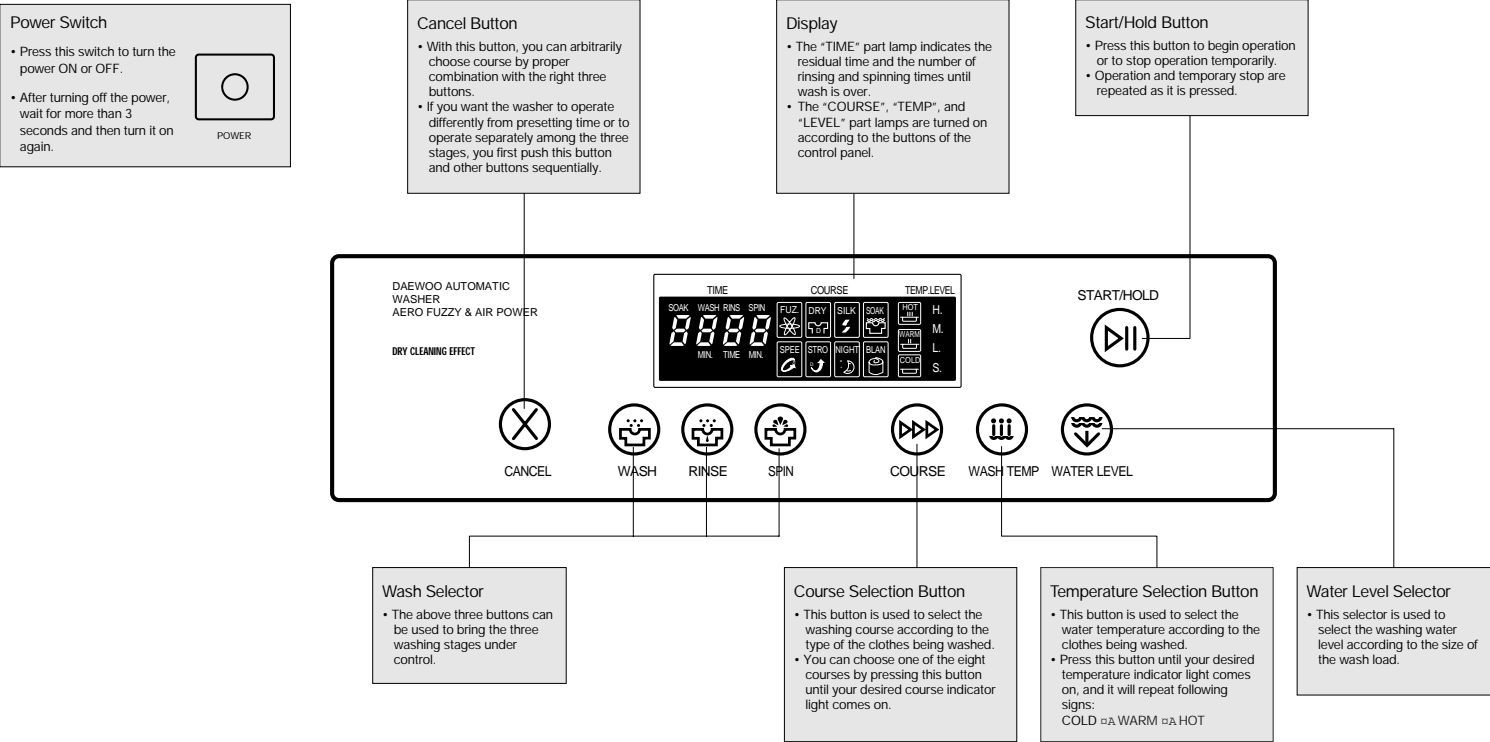 Power Switch
• Press this switch to turn the
power ON or OFF.
• After turning off the power,
wait for more than 3
seconds and then turn it on
again.
POWER
Cancel Button
• With this button, you can arbitrarily
choose course by proper
combination with the right three
buttons.
• If you want the washer to operate
differently from presetting time or to
operate separately among the three
stages, you first push this button
and other buttons sequentially.
Display
• The “TIME” part lamp indicates the
residual time and the number of
rinsing and spinning times until
wash is over.
• The “COURSE”, “TEMP”, and
“LEVEL” part lamps are turned on
according to the buttons of the
control panel.
Start/Hold Button
• Press this button to begin operation
or to stop operation temporarily.
• Operation and temporary stop are
repeated as it is pressed.
DAEWOO AUTOMATIC
WASHER
AERO FUZZY & AIR POWER
DRY CLEANING EFFECT
TIME COURSE TEMP.LEVEL
SOAK WASH RINS SPIN
8888
MIN. TIME MIN.
FUZ. DRY SILK SOAK
D
SPEE STRO NIGHT BLAN
HOT H.
M.
WARM
L.
COLD
S.
START/HOLD
CANCEL WASH RINSE SPIN COURSE WASH TEMP WATER LEVEL
Wash Selector
• The above three buttons can
be used to bring the three
washing stages under
control.
Course Selection Button
• This button is used to select the
washing course according to the
type of the clothes being washed.
• You can choose one of the eight
courses by pressing this button
until your desired course indicator
light comes on.
Temperature Selection Button
• This button is used to select the
water temperature according to the
clothes being washed.
• Press this button until your desired
temperature indicator light comes
on, and it will repeat following
signs:
COLD ¤A WARM ¤A HOT
Water Level Selector
• This selector is used to
select the washing water
level according to the size of
the wash load.